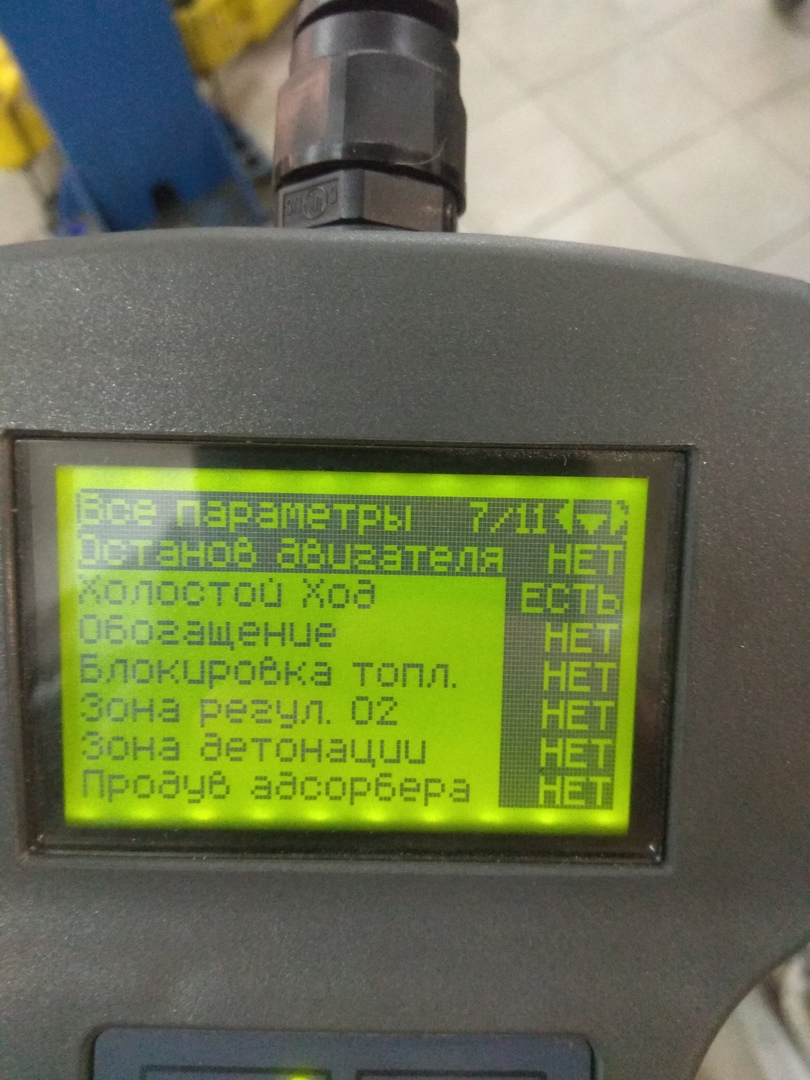 Все параметры 7/11
Останов двигателя НЕТ
Холостой Ход ЕСТЬ
Обогащение НЕТ
Блокировка топл. НЕТ
Зона регул. O2 НЕТ
Зона детонации НЕТ
Продув адсорбера НЕТ